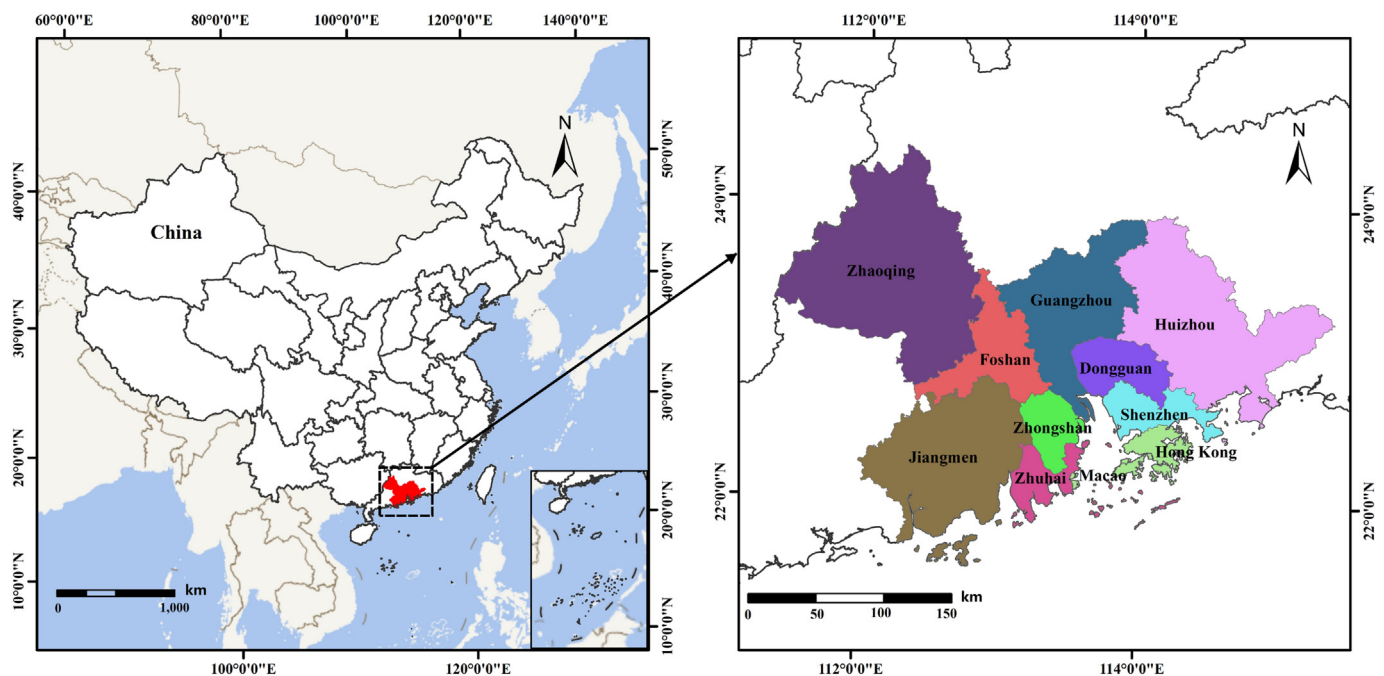 60°0'0"E 80°0'0"E 100°0'0"E 120°0'0"E 140°0'0"E
N
China
50°0'0"N
40°0'0"N
40°0'0"N
30°0'0"N
30°0'0"N
20°0'0"N
20°0'0"N
10°0'0"N
10°0'0"N
km
0 1,000
100°0'0"E 120°0'0"E
112°0'0"E 114°0'0"E
N
24°0'0"N
24°0'0"N
Zhaoqing
Guangzhou
Huizhou
Foshan
Dongguan
Shenzhen
Zhongshan
Hong Kong
Jiangmen
Zhuhai
Macao
22°0'0"N
22°0'0"N
km
0 50 100 150
112°0'0"E 114°0'0"E